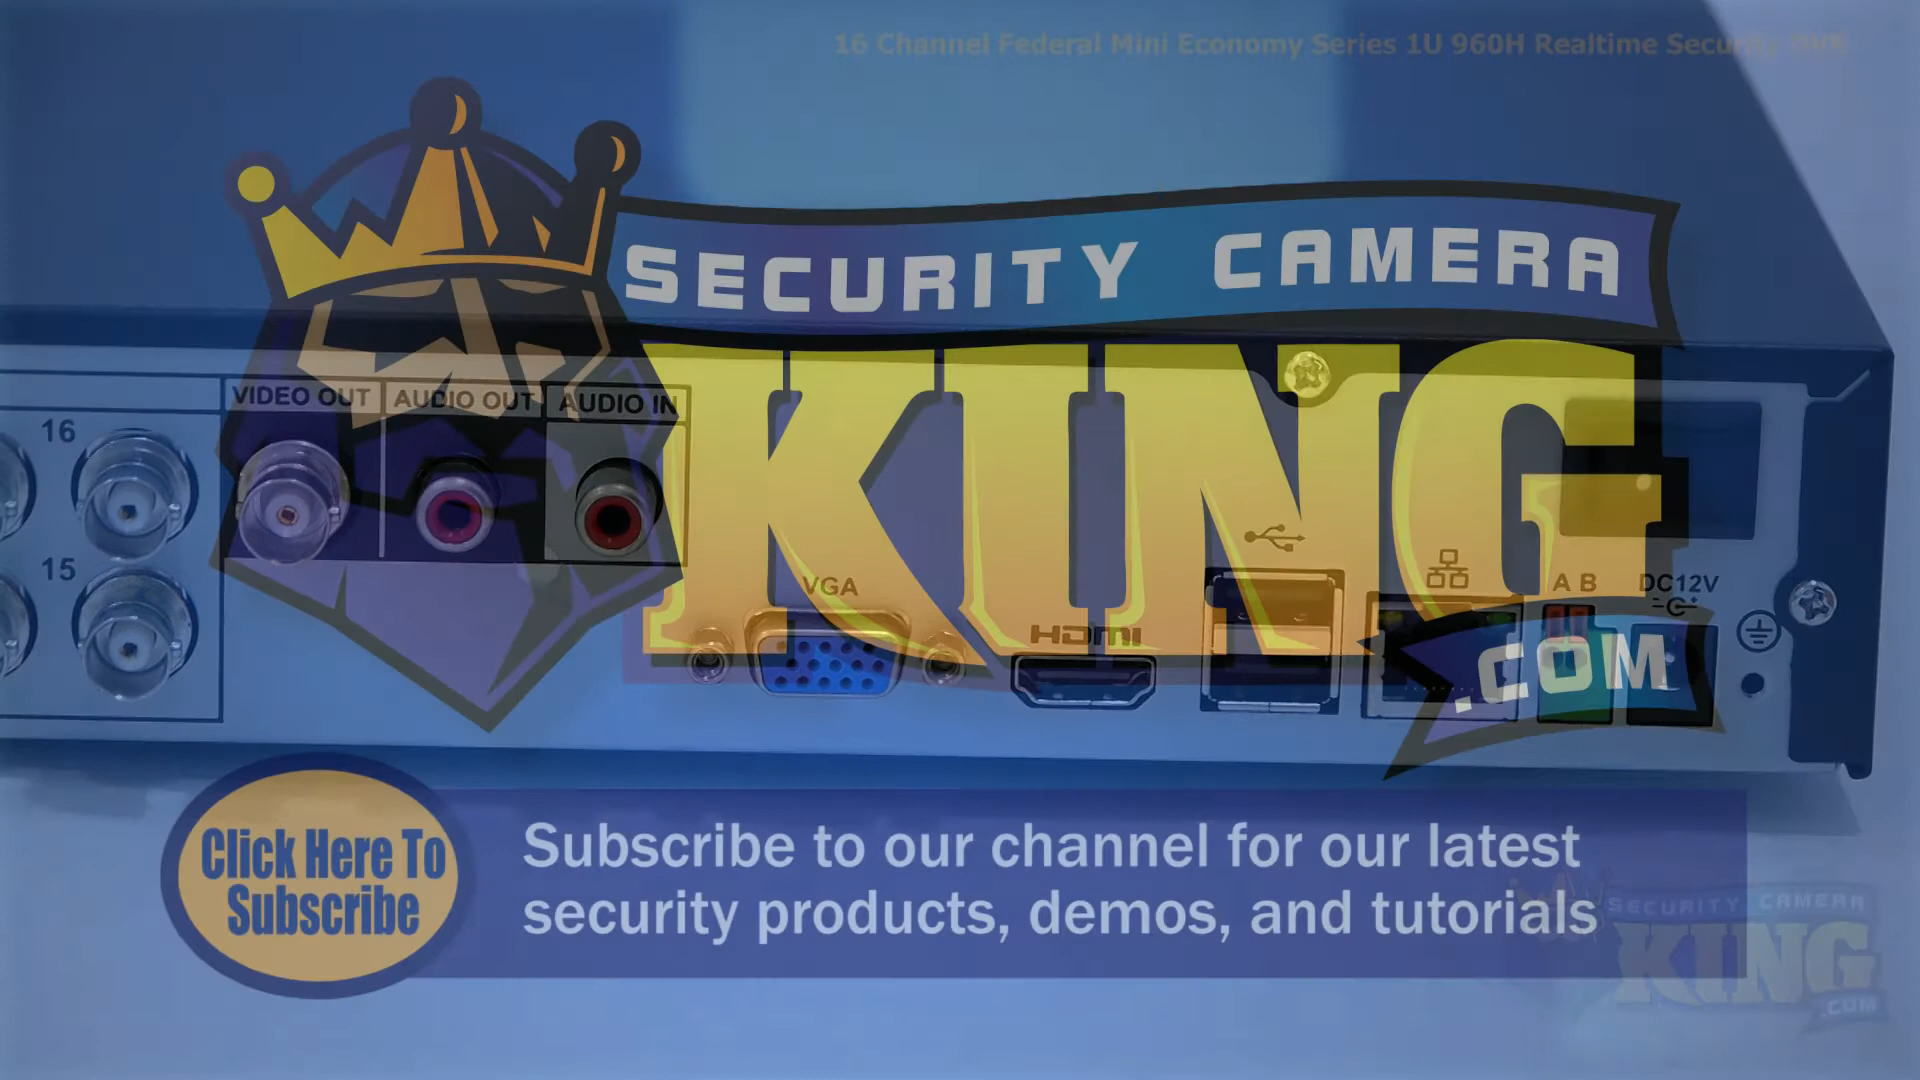 16 Channel Federal Mini Economy Series 1U 960H Realtime Security DVR
SECURITY CAMERA
KING
.COM
VIDEO OUT
AUDIO OUT
AUDIO IN
16
15
VGA
HDMI
A B
DC12V
Click Here To
Subscribe
Subscribe to our channel for our latest
security products, demos, and tutorials
SECURITY CAMERA
KING
.COM